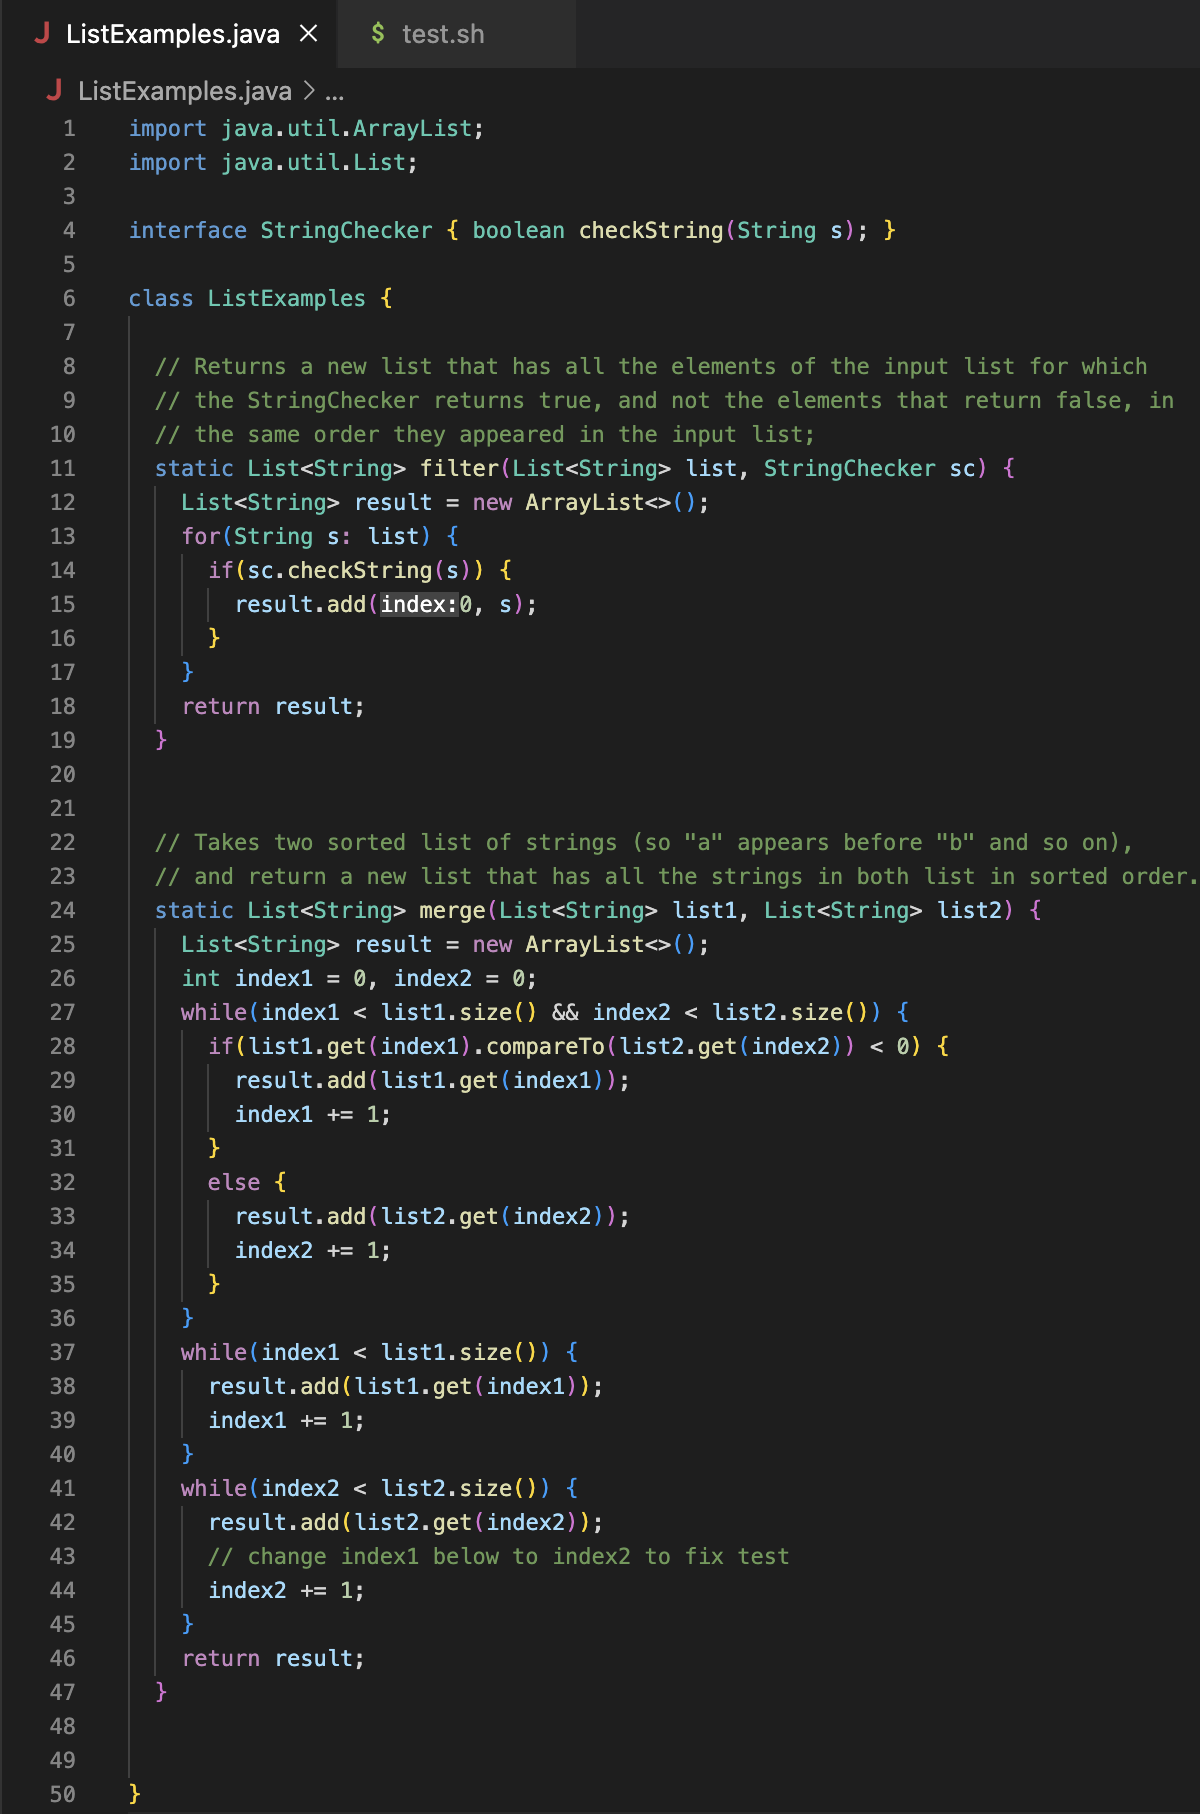 ListExamples.java × $ test.sh
ListExamples.java > ...
1 import java.util.ArrayList;
2 import java.util.List;
3
4 interface StringChecker { boolean checkString(String s); }
5
6 class ListExamples {
7
8 // Returns a new list that has all the elements of the input list for which
9 // the StringChecker returns true, and not the elements that return false, in
10 // the same order they appeared in the input list;
11 static List<String> filter(List<String> list, StringChecker sc) {
12 List<String> result = new ArrayList<>();
13 for(String s: list) {
14 if(sc.checkString(s)) {
15 result.add(index:0, s);
16 }
17 }
18 return result;
19 }
20
21
22 // Takes two sorted list of strings (so "a" appears before "b" and so on),
23 // and return a new list that has all the strings in both list in sorted order.
24 static List<String> merge(List<String> list1, List<String> list2) {
25 List<String> result = new ArrayList<>();
26 int index1 = 0, index2 = 0;
27 while(index1 < list1.size() && index2 < list2.size()) {
28 if(list1.get(index1).compareTo(list2.get(index2)) < 0) {
29 result.add(list1.get(index1));
30 index1 += 1;
31 }
32 else {
33 result.add(list2.get(index2));
34 index2 += 1;
35 }
36 }
37 while(index1 < list1.size()) {
38 result.add(list1.get(index1));
39 index1 += 1;
40 }
41 while(index2 < list2.size()) {
42 result.add(list2.get(index2));
43 // change index1 below to index2 to fix test
44 index2 += 1;
45 }
46 return result;
47 }
48
49
50 }